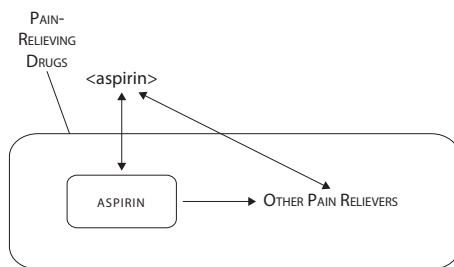 PAIN-
RELIEVING
DRUGS
<aspirin>
ASPIRIN
OTHER PAIN RELIEVERS